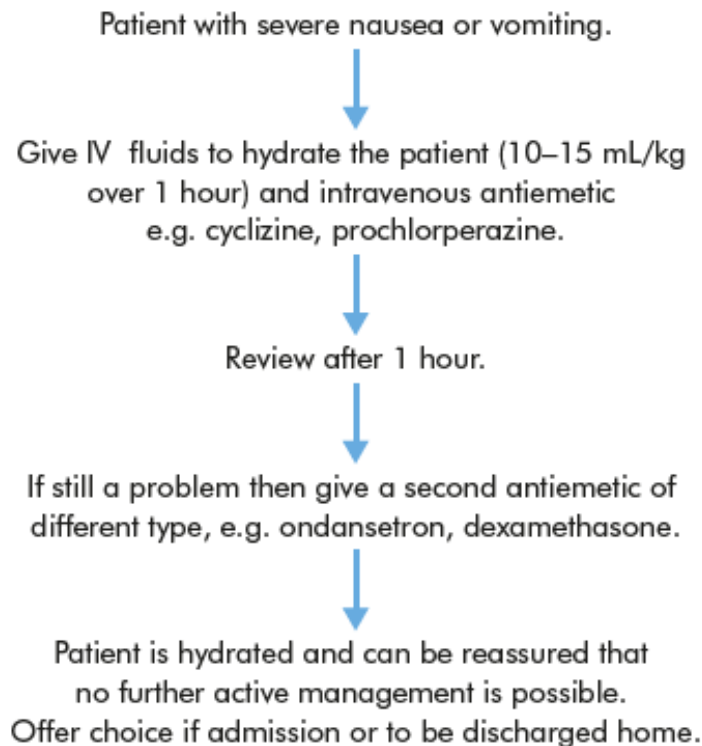 Patient with severe nausea or vomiting.
Give IV fluids to hydrate the patient (10–15 mL/kg
over 1 hour) and intravenous antiemetic
e.g. cyclizine, prochlorperazine.
Review after 1 hour.
If still a problem then give a second antiemetic of
different type, e.g. ondansetron, dexamethasone.
Patient is hydrated and can be reassured that
no further active management is possible.
Offer choice if admission or to be discharged home.